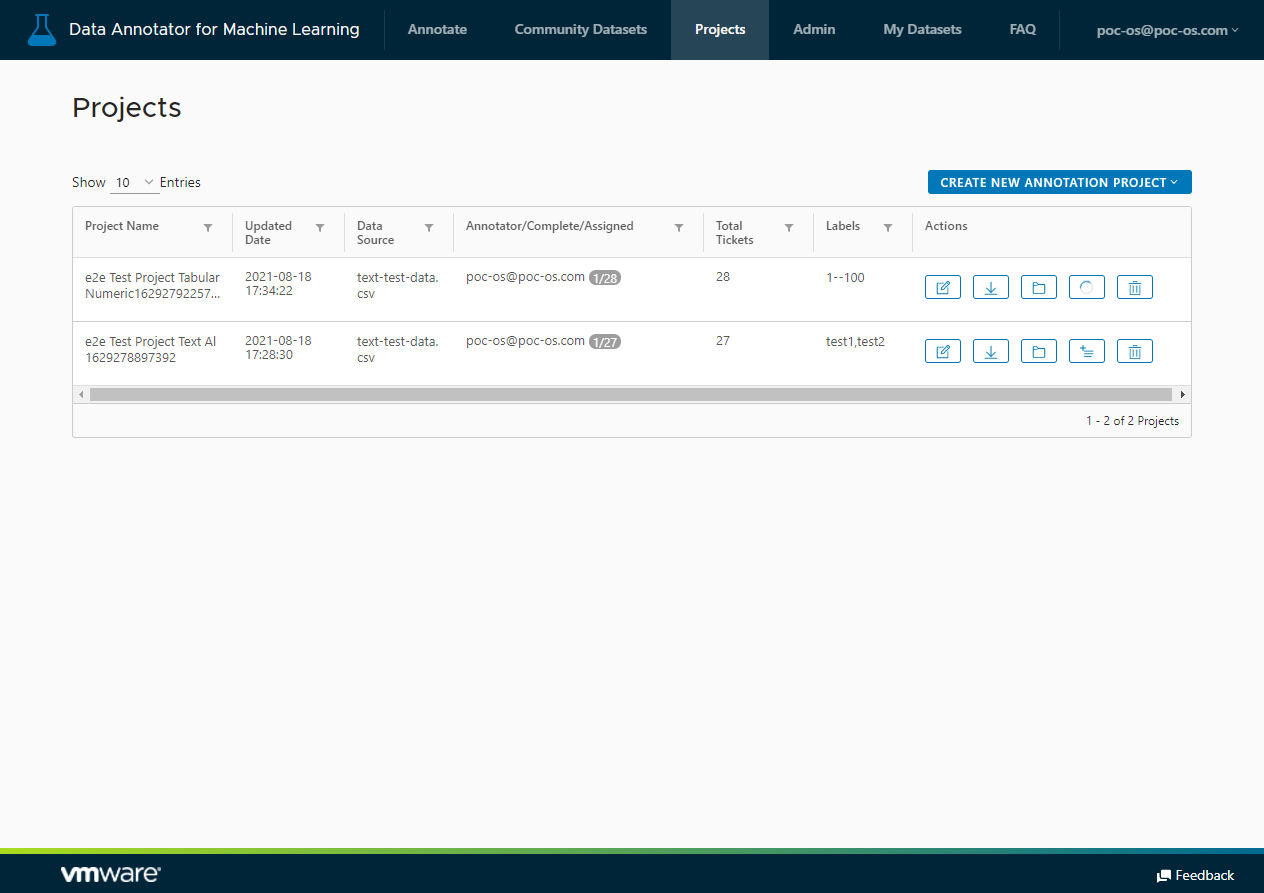 Data Annotator for Machine Learning
Annotate
Community Datasets
Projects
Admin
My Datasets
FAQ
poc-os@poc-os.com
Projects
Show 10 Entries
CREATE NEW ANNOTATION PROJECT
Project Name
Updated
Date
Data
Source
Annotator/Complete/Assigned
Total
Tickets
Labels
Actions
e2e Test Project Tabular
Numeric16292792257...
2021-08-18
17:34:22
text-test-data.
csv
poc-os@poc-os.com 1/28
28
1--100
e2e Test Project Text Al
1629278897392
2021-08-18
17:28:30
text-test-data.
csv
poc-os@poc-os.com 1/27
27
test1,test2
1 - 2 of 2 Projects
vmware
Feedback